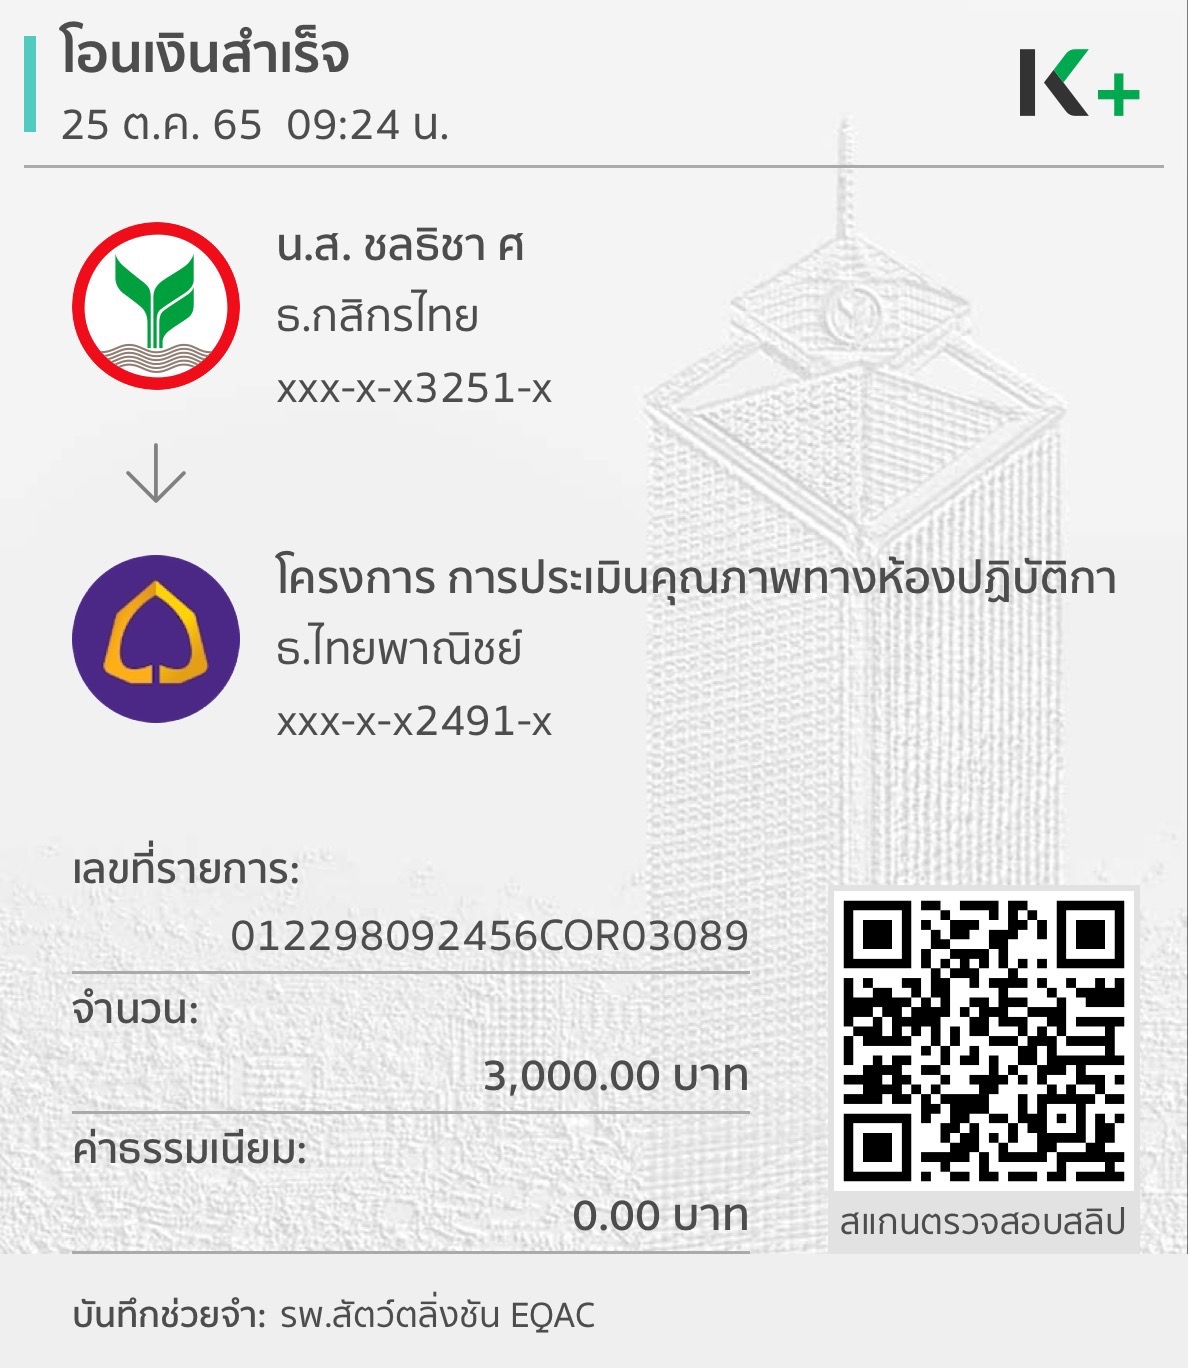 โอนเงินสำเร็จ
25 ต.ค. 65  09:24 น.
K+
น.ส. ชลธิชา ศ
ธ.กสิกรไทย
xxx-x-x3251-x
โครงการ การประเมินคุณภาพทางห้องปฏิบัติกา
ธ.ไทยพาณิชย์
xxx-x-x2491-x
เลขที่รายการ:
012298092456COR03089
จำนวน:
3,000.00 บาท
ค่าธรรมเนียม:
0.00 บาท
สแกนตรวจสอบสลิป
บันทึกช่วยจำ: รพ.สัตว์ตลิ่งชัน EQAC